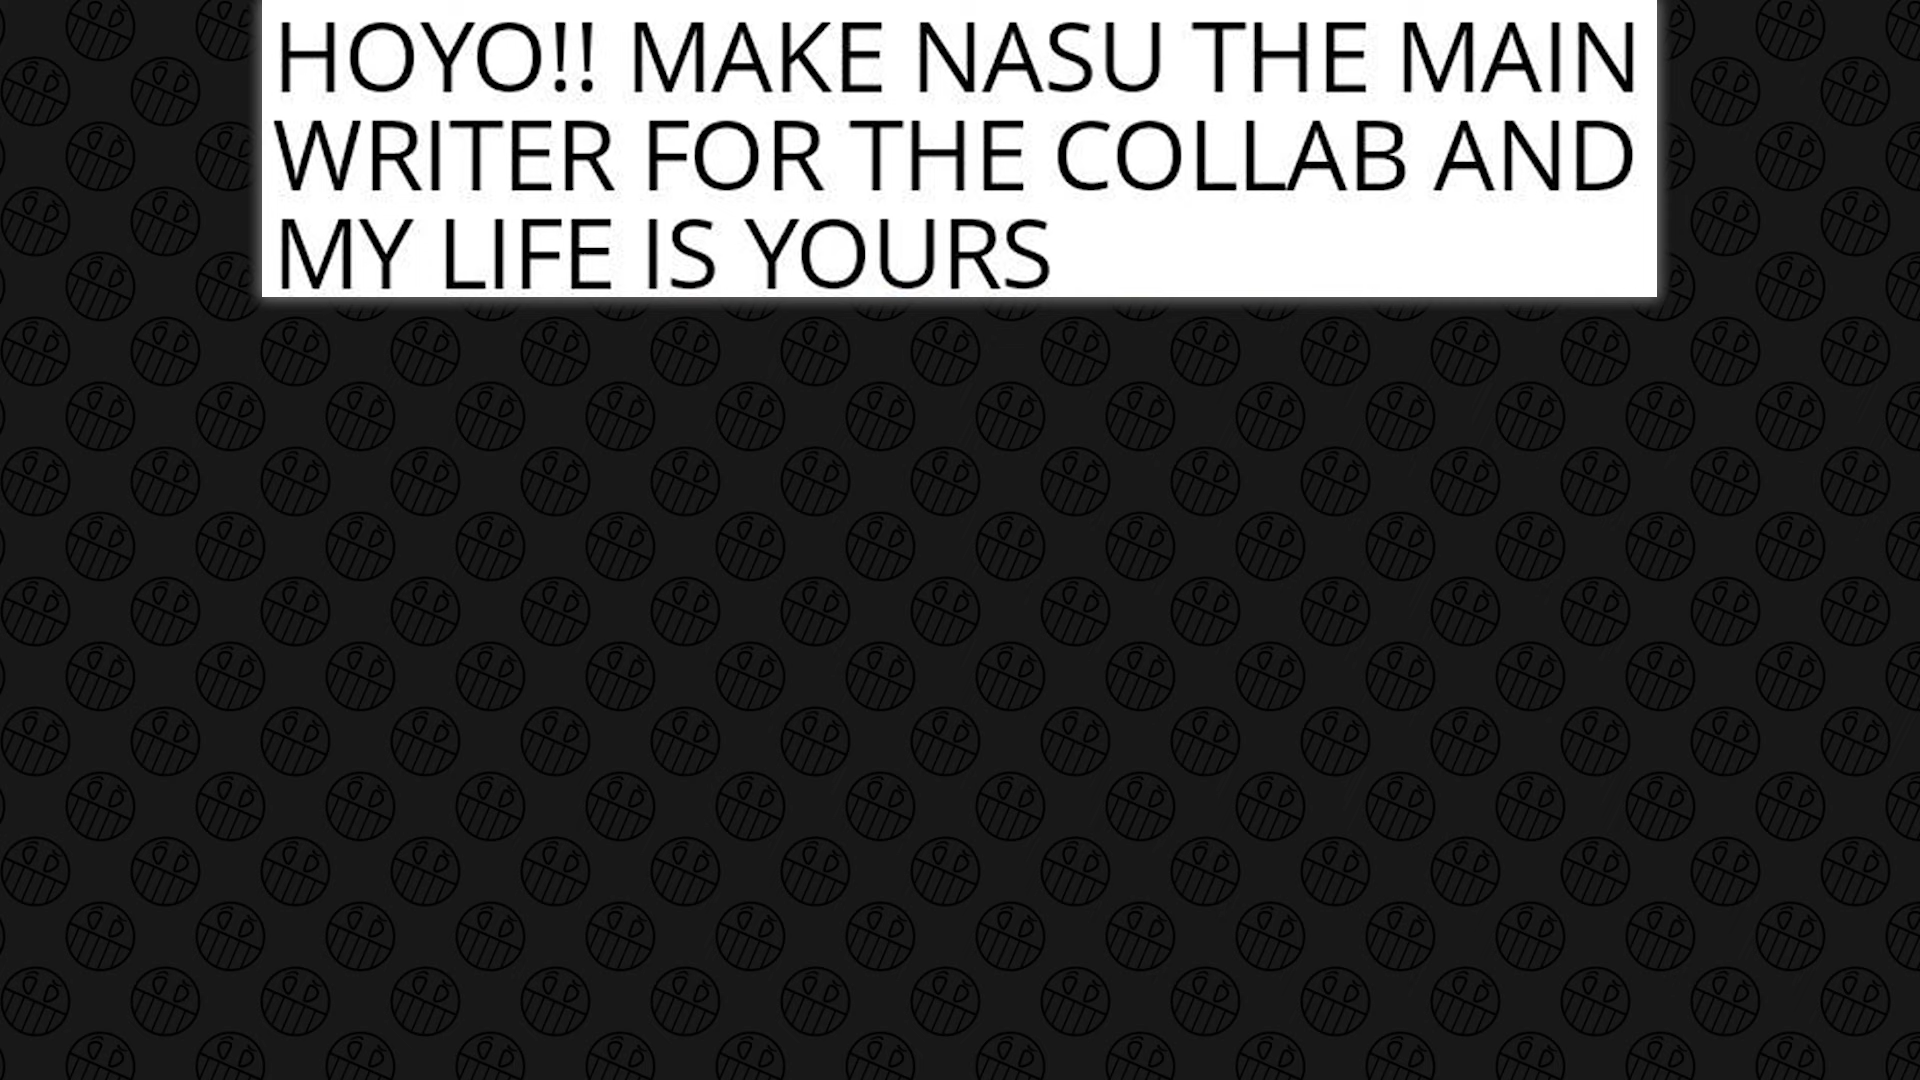 HOYO!! MAKE NASU THE MAIN
WRITER FOR THE COLLAB AND
MY LIFE IS YOURS